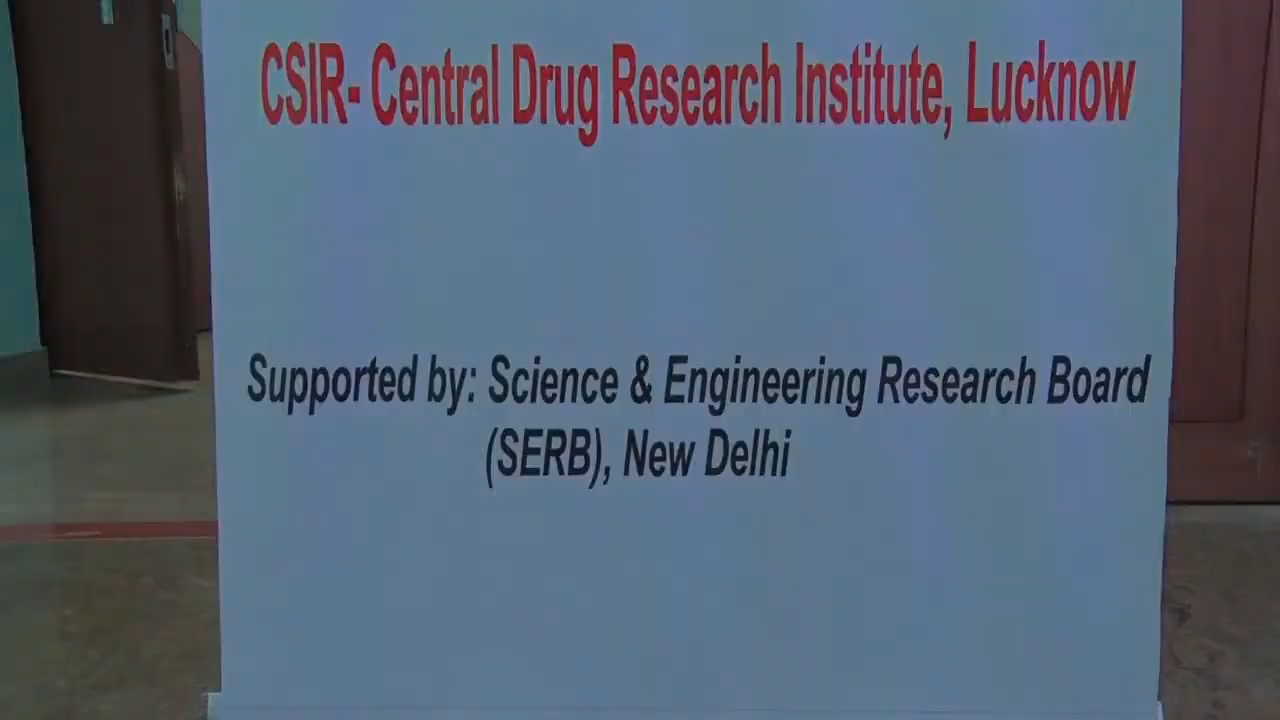 CSIR- Central Drug Research Institute, Lucknow
Supported by: Science & Engineering Research Board
(SERB), New Delhi